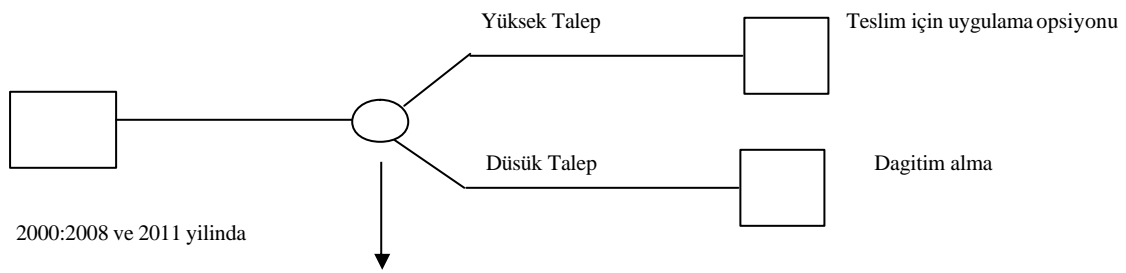 Yüksek Talep
Teslim için uygulama opsiyonu
Düsük Talep
Dagitim alma
2000:2008 ve 2011 yilinda